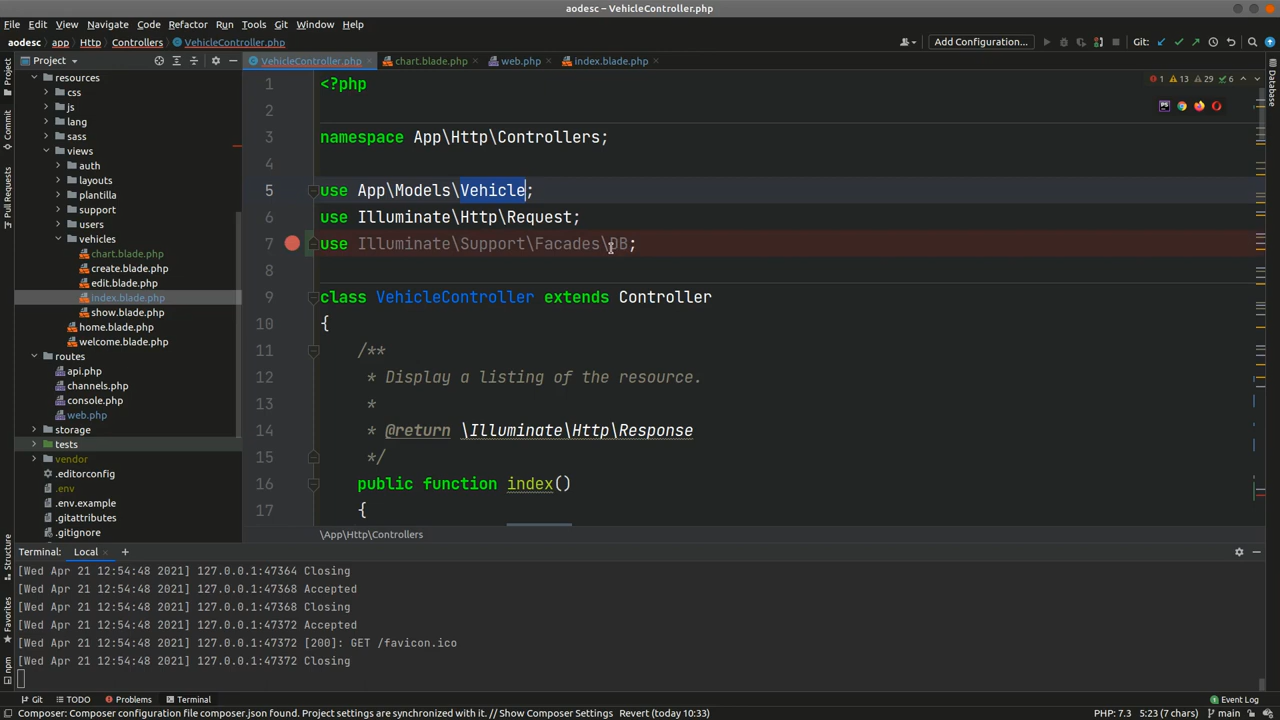 aodesc – VehicleController.php
File Edit View Navigate Code Refactor Run Tools Git Window Help
aodesc app Http Controllers VehicleController.php Add Configuration... Git:
Project VehicleController.php chart.blade.php web.php index.blade.php
Project
Commit
Pull Requests
Structure
Favorites
npm
Database
resources
css
js
lang
sass
views
auth
layouts
plantilla
support
users
vehicles
chart.blade.php
create.blade.php
edit.blade.php
index.blade.php
show.blade.php
home.blade.php
welcome.blade.php
routes
api.php
channels.php
console.php
web.php
storage
tests
vendor
.editorconfig
.env
.env.example
.gitattributes
.gitignore
1 13 29 6
1 <?php
2
3 namespace App\Http\Controllers;
4
5 use App\Models\Vehicle;
6 use Illuminate\Http\Request;
7 use Illuminate\Support\Facades\DB;
8
9 class VehicleController extends Controller
10 {
11 /**
12 * Display a listing of the resource.
13 *
14 * @return \Illuminate\Http\Response
15 */
16 public function index()
17 {
\App\Http\Controllers
Terminal: Local +
[Wed Apr 21 12:54:48 2021] 127.0.0.1:47364 Closing
[Wed Apr 21 12:54:48 2021] 127.0.0.1:47368 Accepted
[Wed Apr 21 12:54:48 2021] 127.0.0.1:47368 Closing
[Wed Apr 21 12:54:48 2021] 127.0.0.1:47372 Accepted
[Wed Apr 21 12:54:48 2021] 127.0.0.1:47372 [200]: GET /favicon.ico
[Wed Apr 21 12:54:48 2021] 127.0.0.1:47372 Closing
Git TODO Problems Terminal Event Log
Composer: Composer configuration file composer.json found. Project settings are synchronized with it. // Show Composer Settings Revert (today 10:33) PHP: 7.3 5:23 (7 chars) main